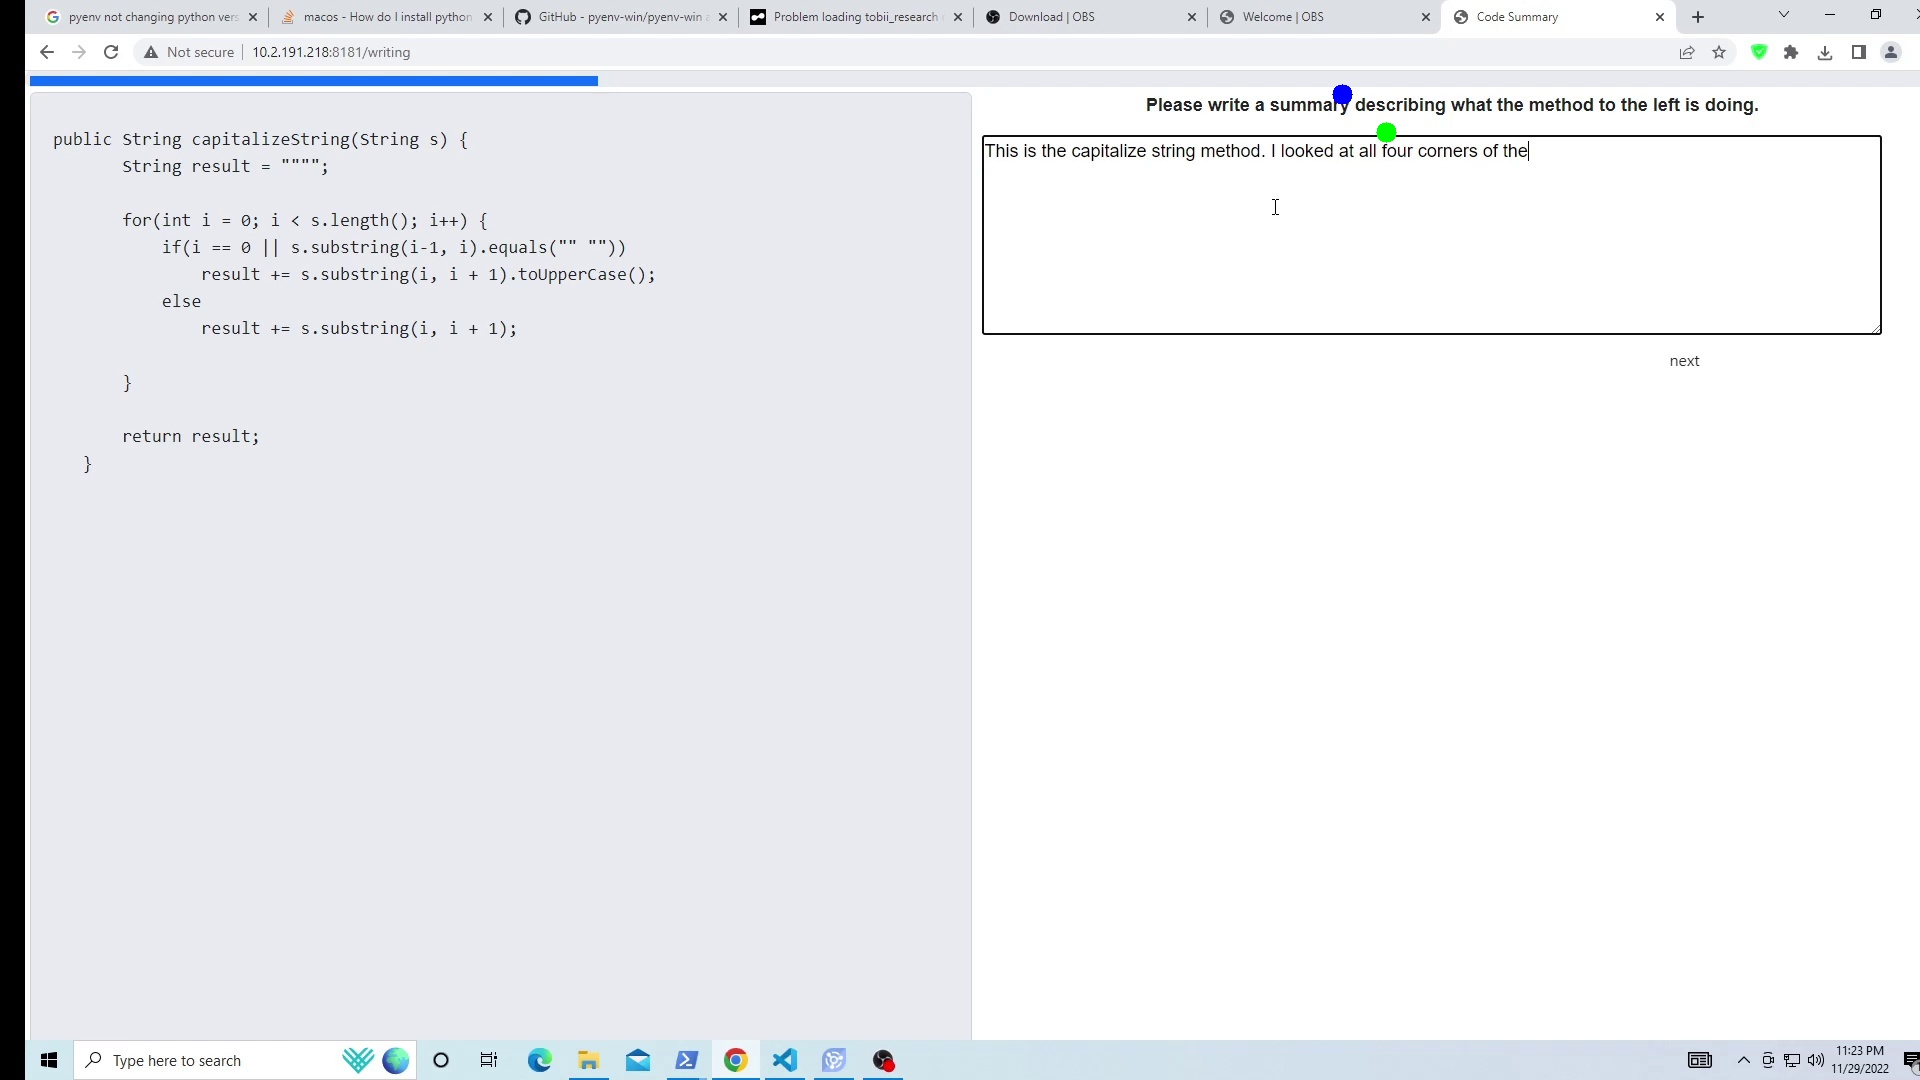 pyenv not changing python vers
macos - How do I install python
GitHub - pyenv-win/pyenv-win
Problem loading tobii_research
Download | OBS
Welcome | OBS
Code Summary
Not secure
10.2.191.218:8181/writing
public String capitalizeString(String s) {
String result = """";
for(int i = 0; i < s.length(); i++) {
if(i == 0 || s.substring(i-1, i).equals("" ""))
result += s.substring(i, i + 1).toUpperCase();
else
result += s.substring(i, i + 1);
}
return result;
}
Please write a summary describing what the method to the left is doing.
This is the capitalize string method. I looked at all four corners of the
next
Type here to search
11:23 PM
11/29/2022